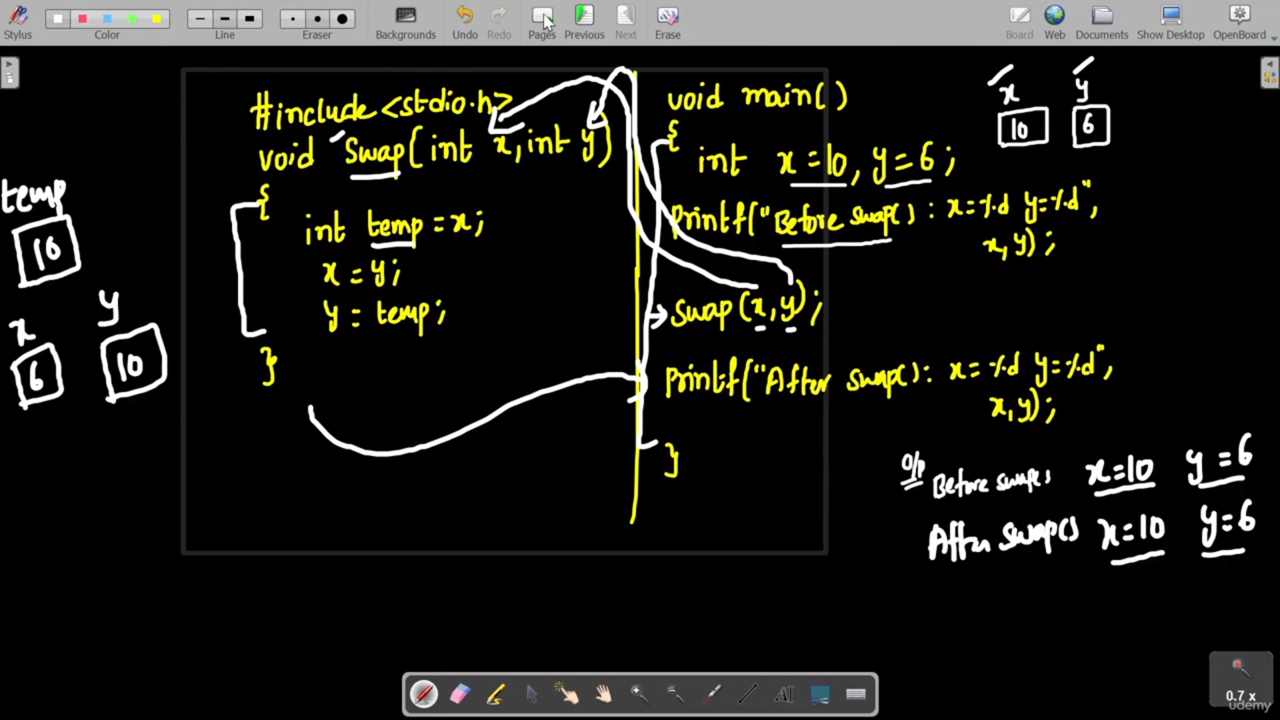 Stylus
Color
Line
Eraser
Backgrounds
Undo
Redo
Pages
Previous
Next
Erase
Board
Web
Documents
Show Desktop
OpenBoard
#include <stdio.h>
void Swap(int x, int y)
{
int temp = x;
x = y;
y = temp;
}
temp
10
x
y
6
10
void main()
{
int x = 10, y = 6;
Printf("Before swap() : x = %d y = %d",
x, y);
Swap(x, y);
Printf("After swap() : x = %d y = %d",
x, y);
}
x
y
10
6
O/P
Before swap: x=10 y=6
After swap() x=10 y=6
0.7 x
udemy